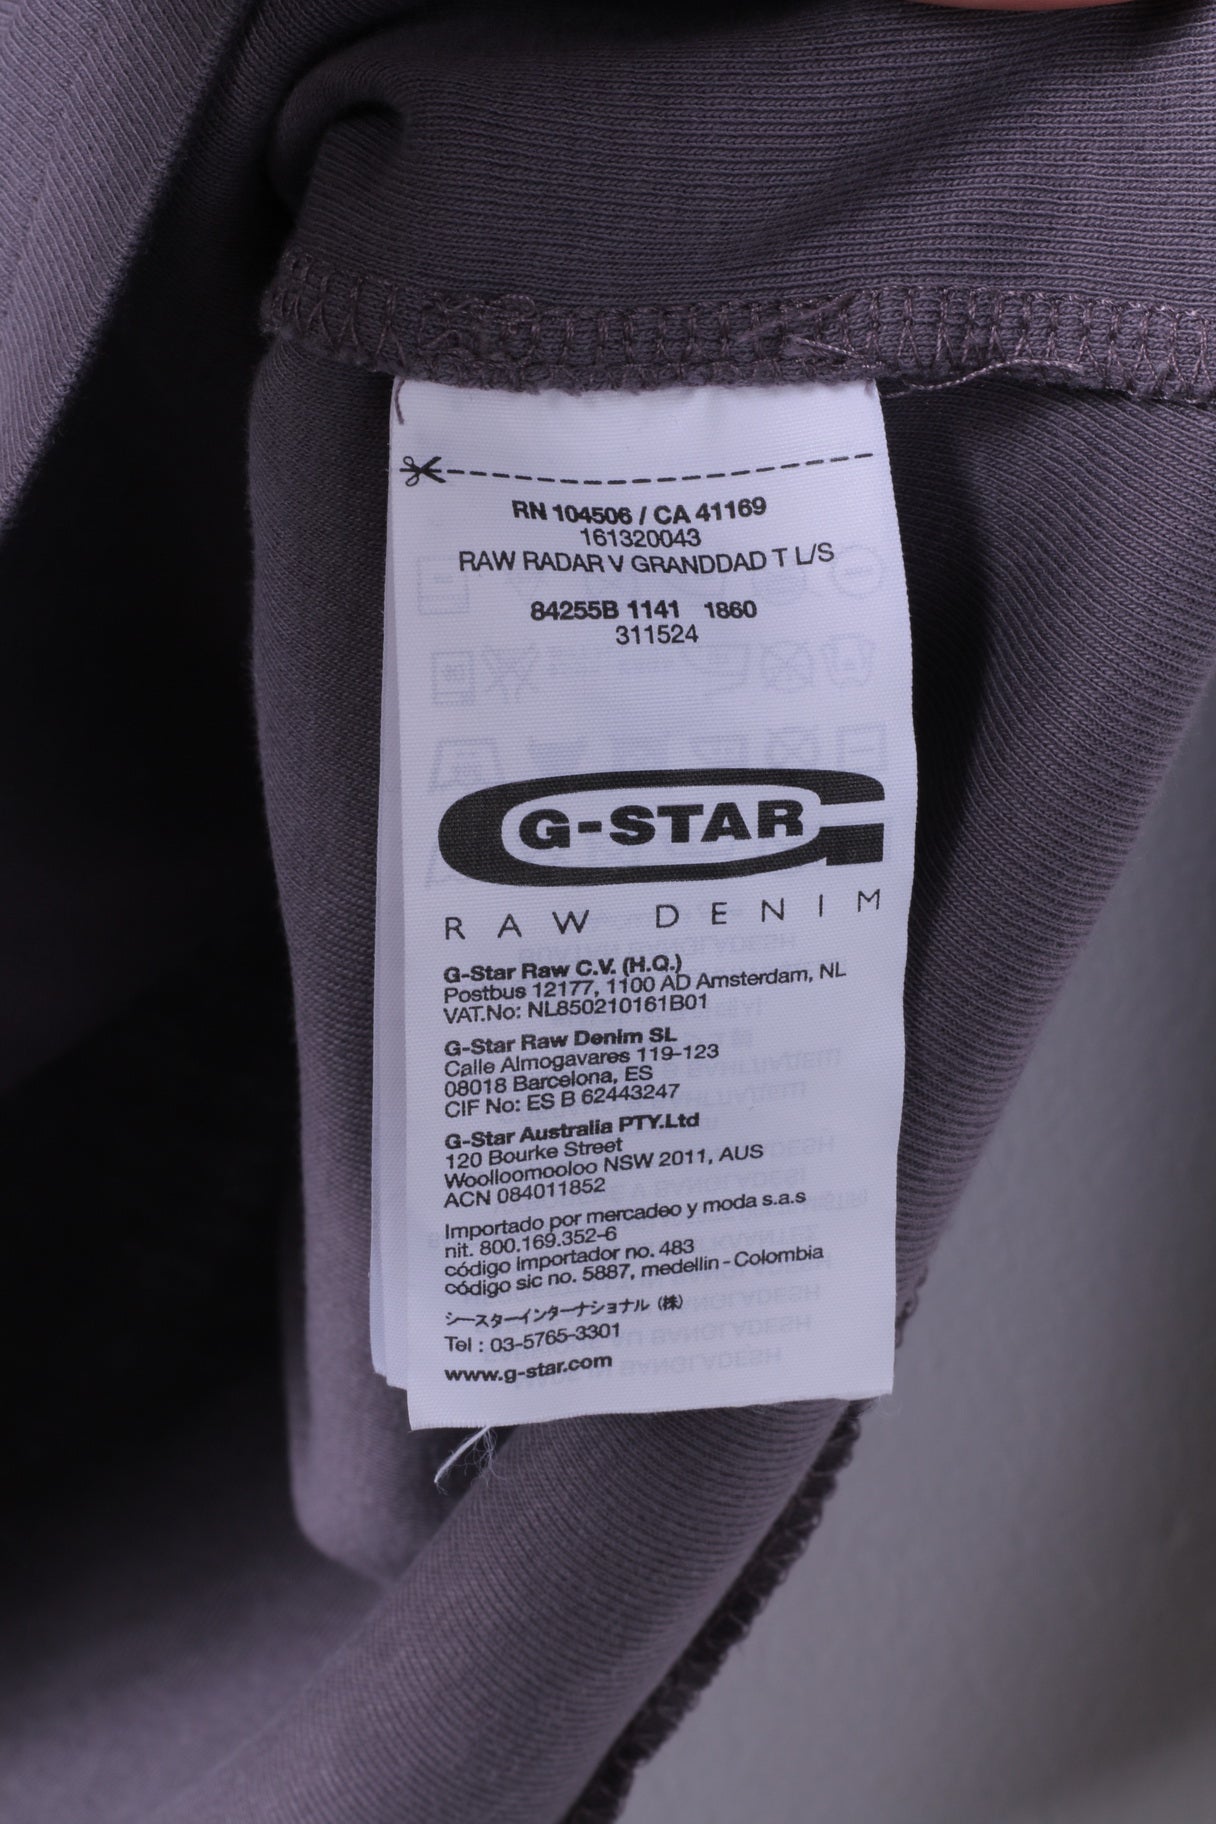 RN 104506 / CA 41169
161320043
RAW RADAR V GRANDDAD T L/S
84255B 1141 1860
311524
G-STAR
RAW DENIM
G-Star Raw C.V. (H.Q.)
Postbus 12177, 1100 AD Amsterdam, NL
VAT.No: NL850210161B01
G-Star Raw Denim SL
Calle Almogavares 119-123
08018 Barcelona, ES
CIF No: ES B 62443247
G-Star Australia PTY.Ltd
120 Bourke Street
Woolloomooloo NSW 2011, AUS
ACN 084011852
Importado por mercadeo y moda s.a.s
nit. 800.169.352-6
código importador no. 483
código sic no. 5887, medellin - Colombia
ジースターインターナショナル (株)
Tel : 03-5765-3301
www.g-star.com